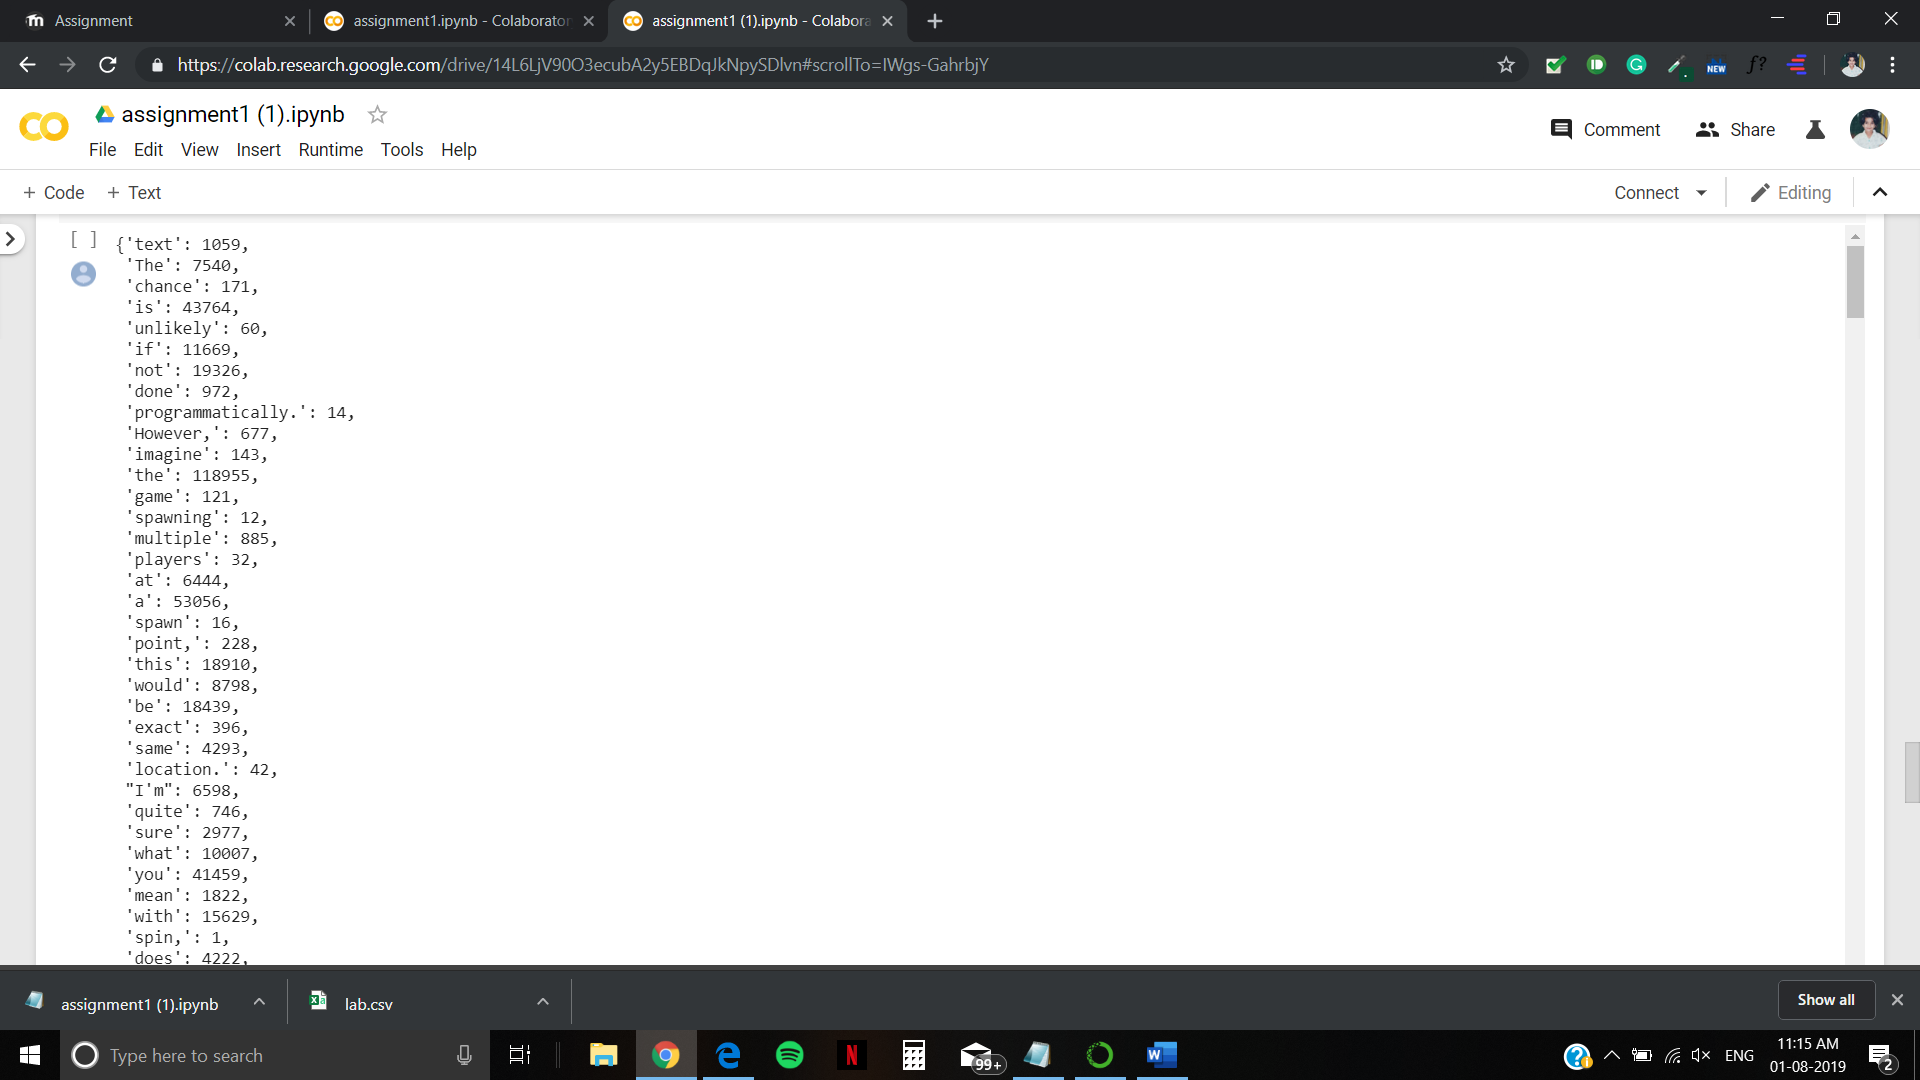 Assignment
assignment1.ipynb - Colaborator
assignment1 (1).ipynb - Colabora
https://colab.research.google.com/drive/14L6LjV90O3ecubA2y5EBDqJkNpySDlvn#scrollTo=IWgs-GahrbjY
NEW
f?
assignment1 (1).ipynb
Comment
Share
File Edit View Insert Runtime Tools Help
+ Code + Text
Connect
Editing
[ ] {'text': 1059,
'The': 7540,
'chance': 171,
'is': 43764,
'unlikely': 60,
'if': 11669,
'not': 19326,
'done': 972,
'programmatically.': 14,
'However,': 677,
'imagine': 143,
'the': 118955,
'game': 121,
'spawning': 12,
'multiple': 885,
'players': 32,
'at': 6444,
'a': 53056,
'spawn': 16,
'point,': 228,
'this': 18910,
'would': 8798,
'be': 18439,
'exact': 396,
'same': 4293,
'location.': 42,
"I'm": 6598,
'quite': 746,
'sure': 2977,
'what': 10007,
'you': 41459,
'mean': 1822,
'with': 15629,
'spin,': 1,
'does': 4222,
assignment1 (1).ipynb
lab.csv
Show all
Type here to search
99+
ENG
11:15 AM
01-08-2019
2